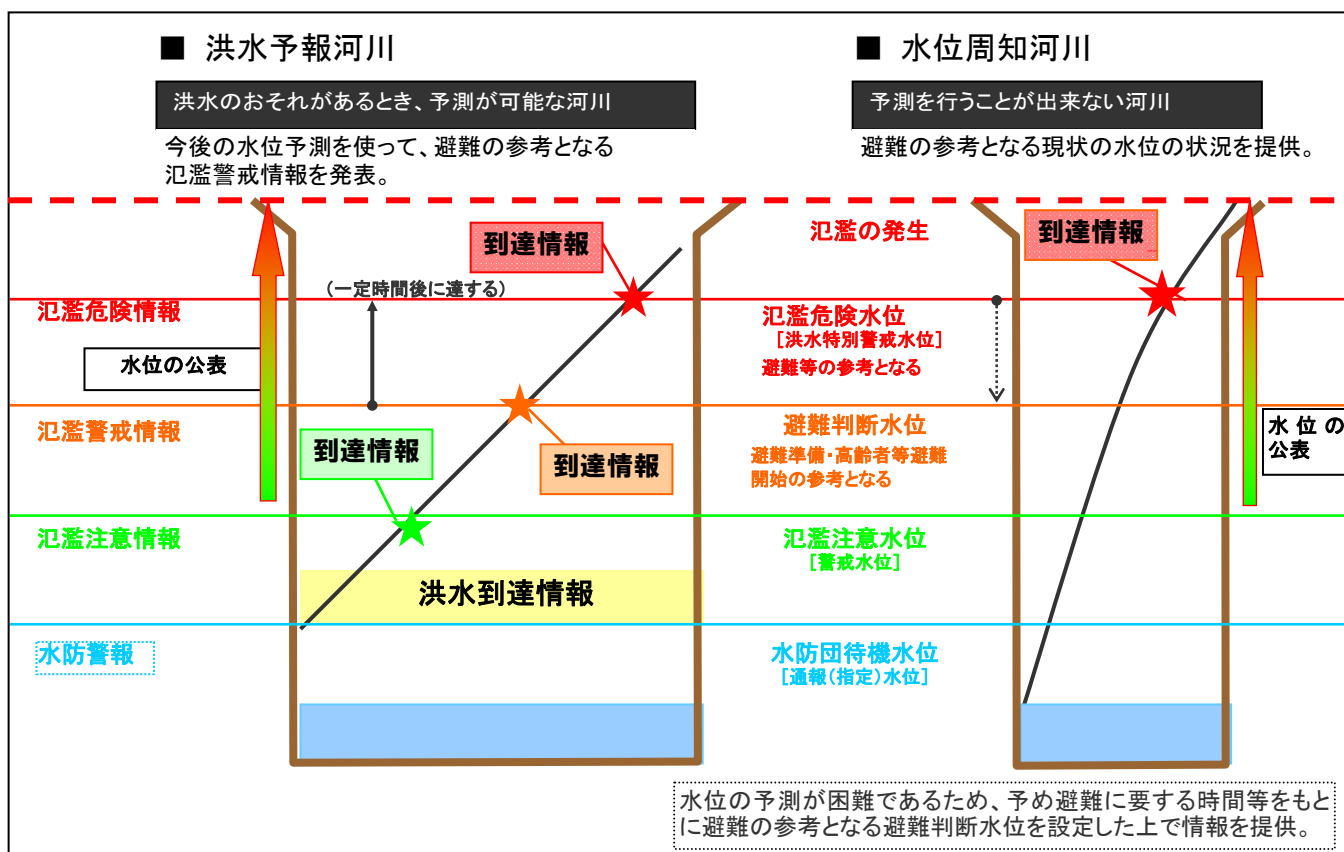 ■ 洪水予報河川
洪水のおそれがあるとき、予測が可能な河川
今後の水位予測を使って、避難の参考となる
氾濫警戒情報を発表。
■ 水位周知河川
予測を行うことが出来ない河川
避難の参考となる現状の水位の状況を提供。
到達情報
氾濫の発生
到達情報
(一定時間後に達する)
氾濫危険情報
氾濫危険水位
[洪水特別警戒水位]
避難等の参考となる
水位の公表
氾濫警戒情報
到達情報
到達情報
避難判断水位
避難準備・高齢者等避難
開始の参考となる
水位の
公表
氾濫注意情報
氾濫注意水位
[警戒水位]
洪水到達情報
水防警報
水防団待機水位
[通報(指定)水位]
水位の予測が困難であるため、予め避難に要する時間等をもと
に避難の参考となる避難判断水位を設定した上で情報を提供。